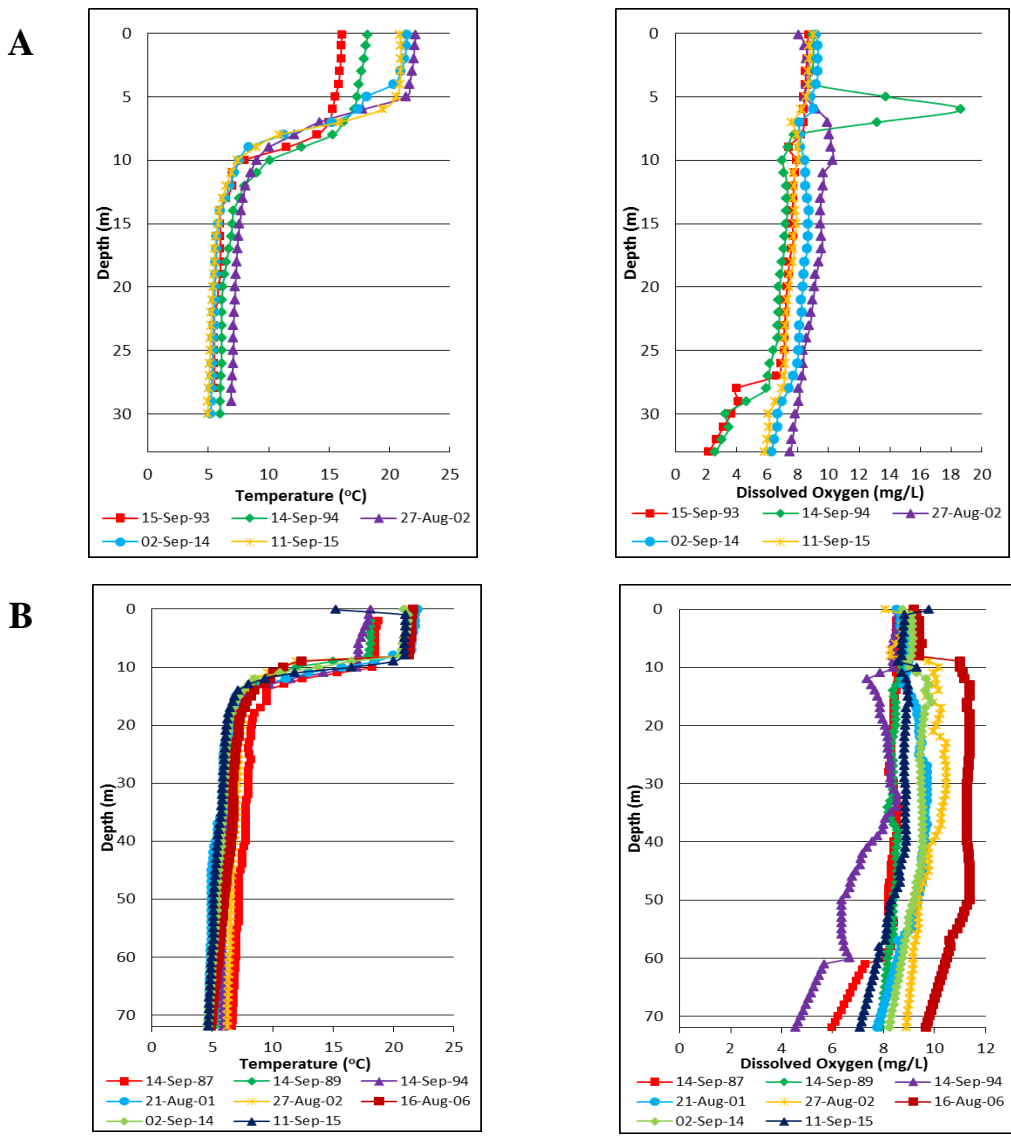 A
0
5
10
15
20
25
30
Depth (m)
0 5 10 15 20 25
Temperature (°C)
15-Sep-93 14-Sep-94 27-Aug-02
02-Sep-14 11-Sep-15
0
5
10
15
20
25
30
Depth (m)
0 2 4 6 8 10 12 14 16 18 20
Dissolved Oxygen (mg/L)
15-Sep-93 14-Sep-94 27-Aug-02
02-Sep-14 11-Sep-15
B
0
10
20
30
40
50
60
70
Depth (m)
0 5 10 15 20 25
Temperature (°C)
14-Sep-87 14-Sep-89 14-Sep-94
21-Aug-01 27-Aug-02 16-Aug-06
02-Sep-14 11-Sep-15
0
10
20
30
40
50
60
70
Depth (m)
0 2 4 6 8 10 12
Dissolved Oxygen (mg/L)
14-Sep-87 14-Sep-89 14-Sep-94
21-Aug-01 27-Aug-02 16-Aug-06
02-Sep-14 11-Sep-15